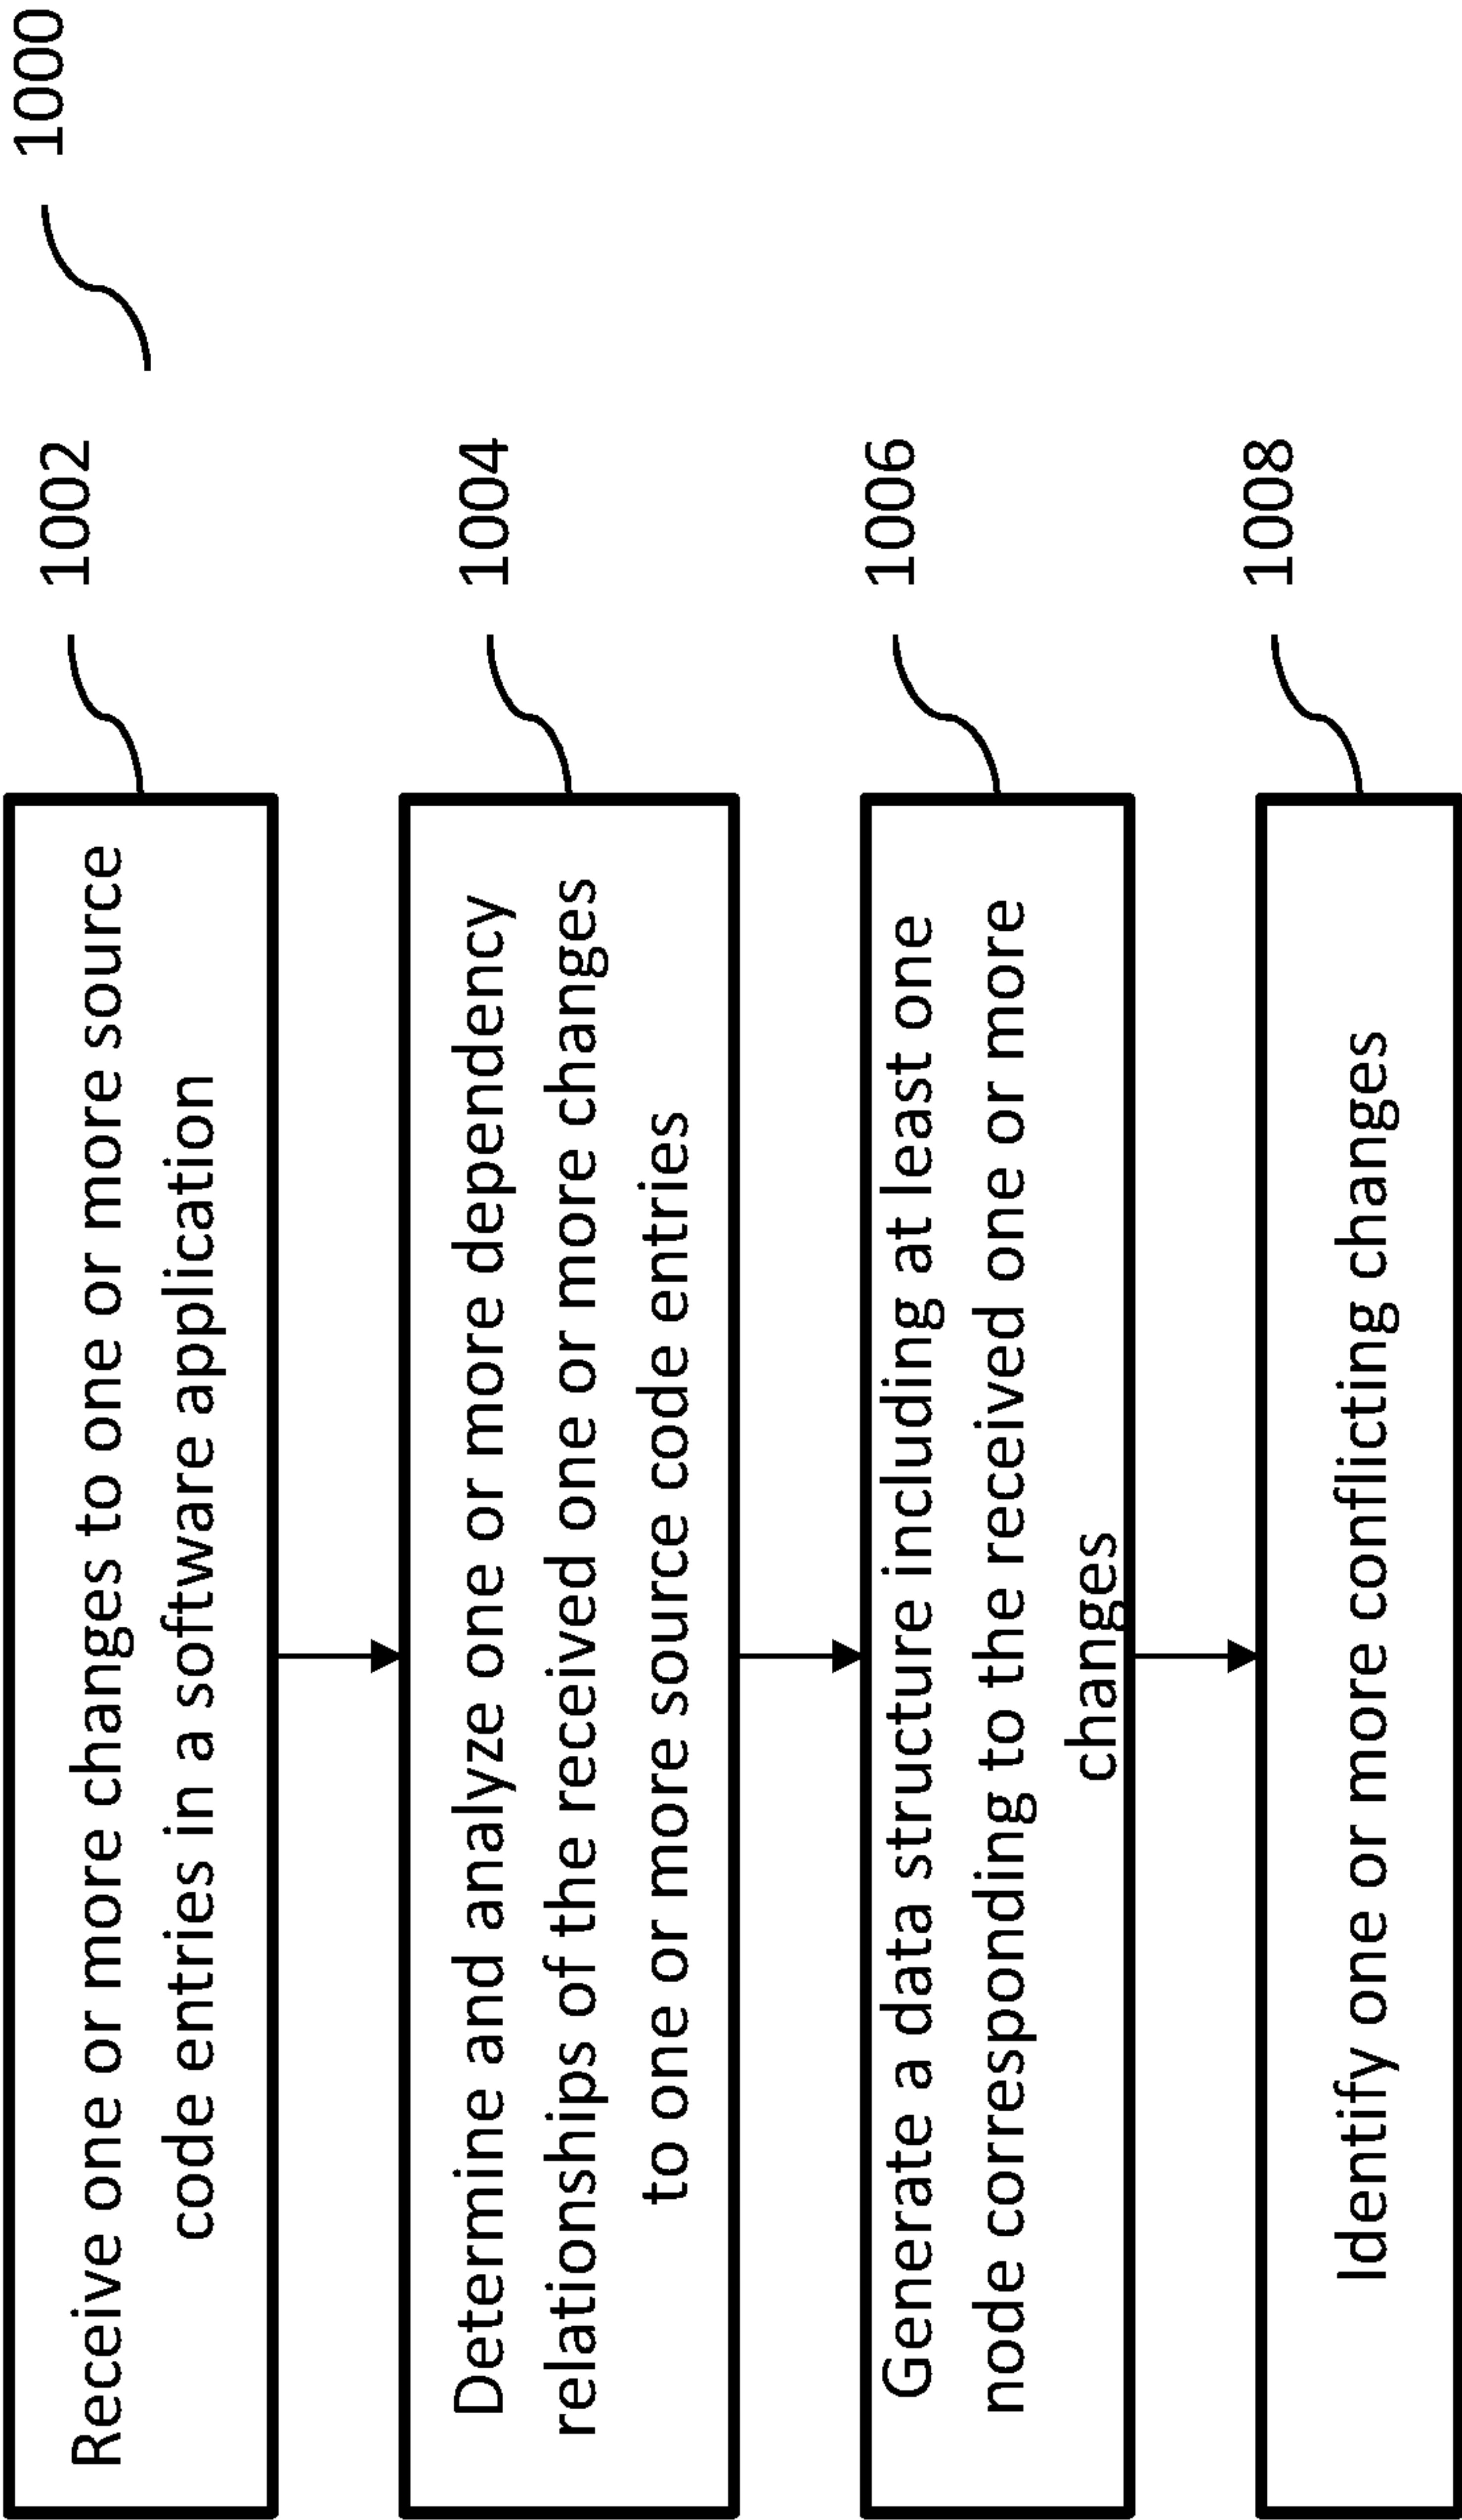 1000
1002
Receive one or more changes to one or more source
code entries in a software application
1004
Determine and analyze one or more dependency
relationships of the received one or more changes
to one or more source code entries
1006
Generate a data structure including at least one
node corresponding to the received one or more
changes
1008
Identify one or more conflicting changes